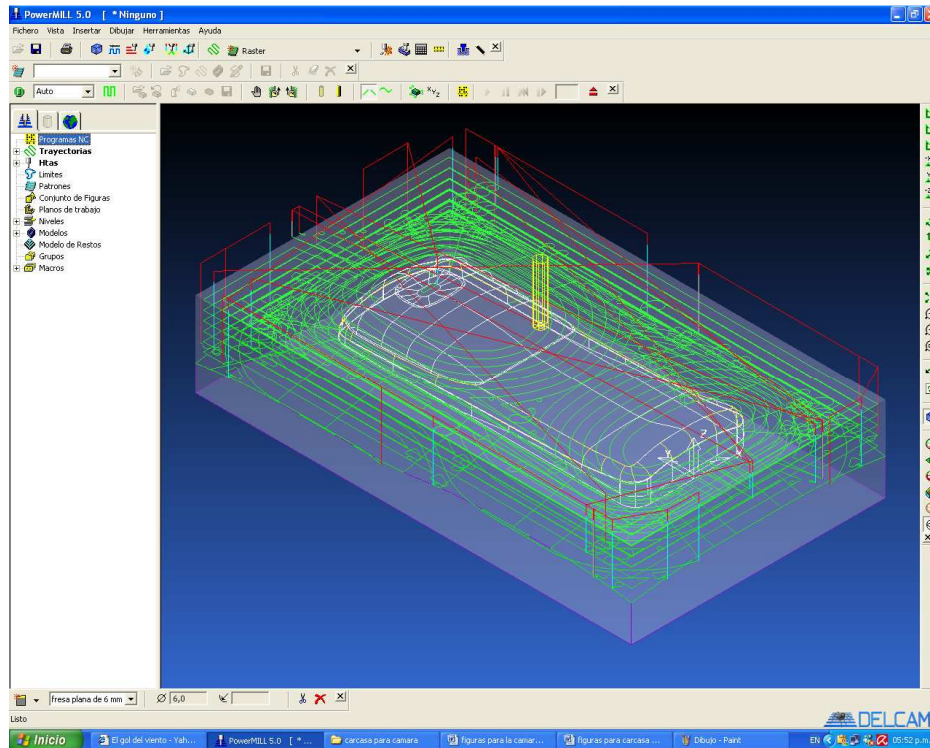 PowerMILL 5.0 [ * Ninguno ]
Fichero Vista Insertar Dibujar Herramientas Ayuda
Raster
Auto
XYZ
Programas NC
Trayectorias
Htas
Limites
Patrones
Conjunto de Figuras
Planos de trabajo
Niveles
Modelos
Modelo de Restos
Grupos
Macros
Z
Y
fresa plana de 6 mm
Ø 6,0
Listo
DELCAM
Inicio
El gol del viento - Yah...
PowerMILL 5.0 [ * ...
carcasa para camara
figuras para la camar...
figuras para carcasa ...
Dibujo - Paint
EN
05:52 p.m.